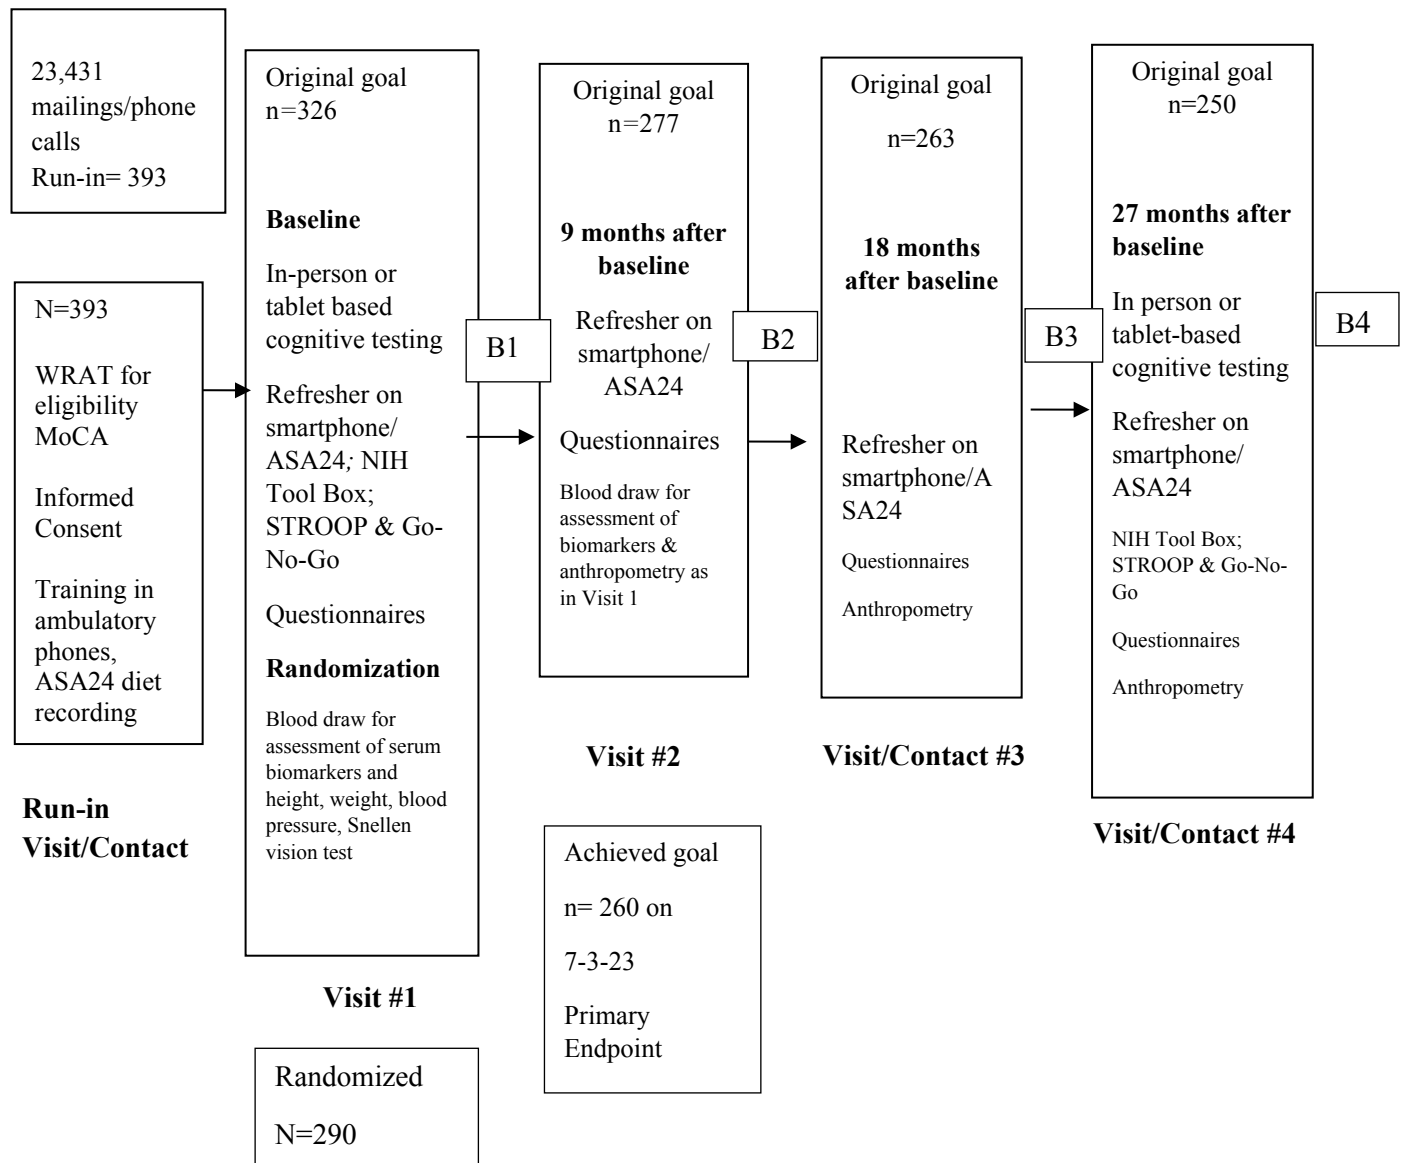 23,431
mailings/phone
calls
Run-in= 393
N=393
WRAT for
eligibility
MoCA
Informed
Consent
Training in
ambulatory
phones,
ASA24 diet
recording
Run-in
Visit/Contact
Original goal
n=326
Baseline
In-person or
tablet based
cognitive testing
Refresher on
smartphone/
ASA24; NIH
Tool Box;
STROOP & Go-
No-Go
Questionnaires
Randomization
Blood draw for
assessment of serum
biomarkers and
height, weight, blood
pressure, Snellen
vision test
Visit #1
Randomized
N=290
B1
Original goal
n=277
9 months after
baseline
Refresher on
smartphone/
ASA24
Questionnaires
Blood draw for
assessment of
biomarkers &
anthropometry as
in Visit 1
Visit #2
Achieved goal
n= 260 on
7-3-23
Primary
Endpoint
B2
Original goal
n=263
18 months
after baseline
Refresher on
smartphone/A
SA24
Questionnaires
Anthropometry
Visit/Contact #3
B3
Original goal
n=250
27 months after
baseline
In person or
tablet-based
cognitive testing
Refresher on
smartphone/
ASA24
NIH Tool Box;
STROOP & Go-No-
Go
Questionnaires
Anthropometry
Visit/Contact #4
B4